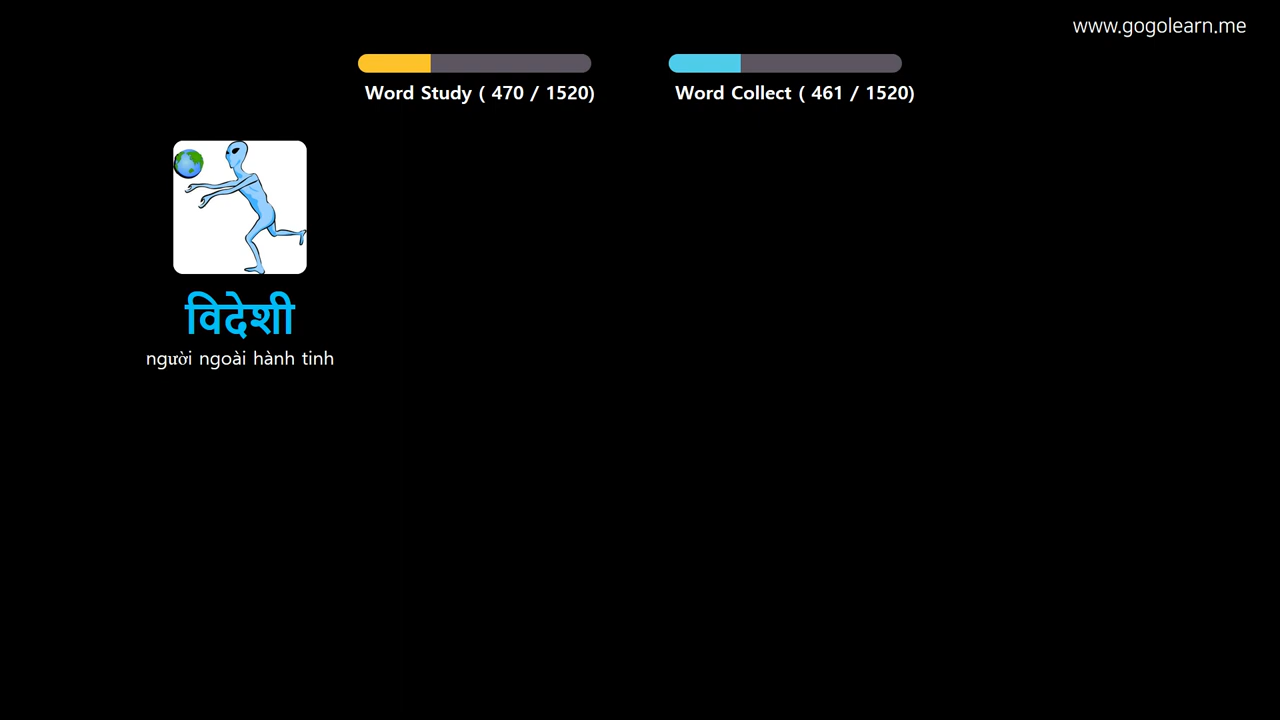 www.gogolearn.me
Word Study ( 470 / 1520)
Word Collect ( 461 / 1520)
विदेशी
người ngoài hành tinh